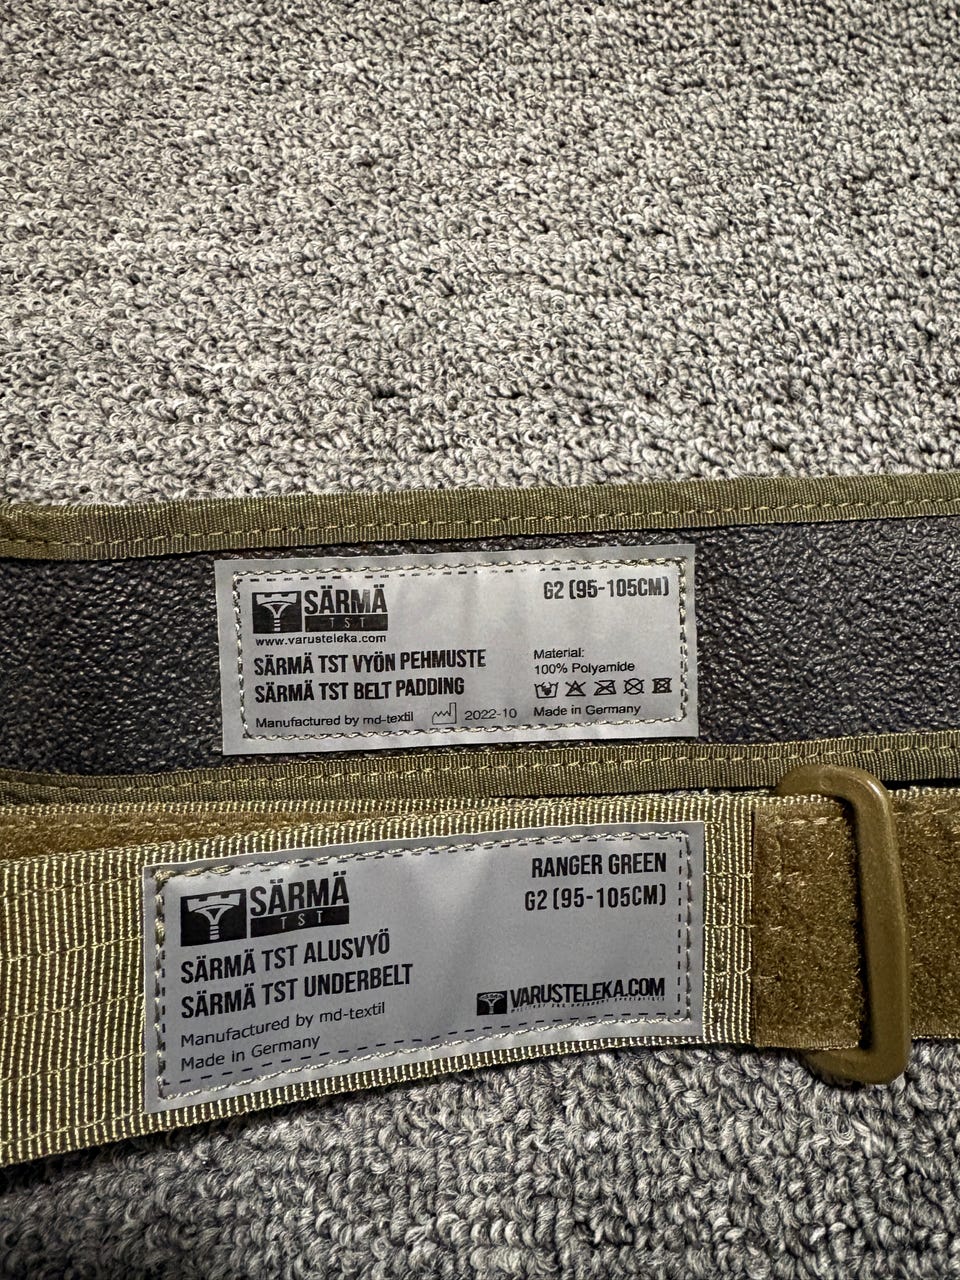 SÄRMÄ
TST
www.varusteleka.com
G2 (95-105CM)
SÄRMÄ TST VYÖN PEHMUSTE
SÄRMÄ TST BELT PADDING
Manufactured by md-textil 2022-10
Material:
100% Polyamide
Made in Germany
SÄRMÄ
TST
RANGER GREEN
G2 (95-105CM)
SÄRMÄ TST ALUSVYÖ
SÄRMÄ TST UNDERBELT
Manufactured by md-textil
Made in Germany
VARUSTELEKA.COM